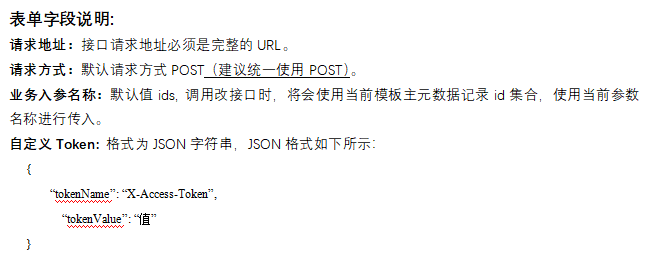 表单字段说明:
请求地址：接口请求地址必须是完整的 URL。
请求方式：默认请求方式 POST（建议统一使用 POST）。
业务入参名称：默认值 ids, 调用改接口时，将会使用当前模板主元数据记录 id 集合，使用当前参数
名称进行传入。
自定义 Token: 格式为 JSON 字符串，JSON 格式如下所示：
{
“tokenName”: “X-Access-Token”,
“tokenValue”: “值”
}